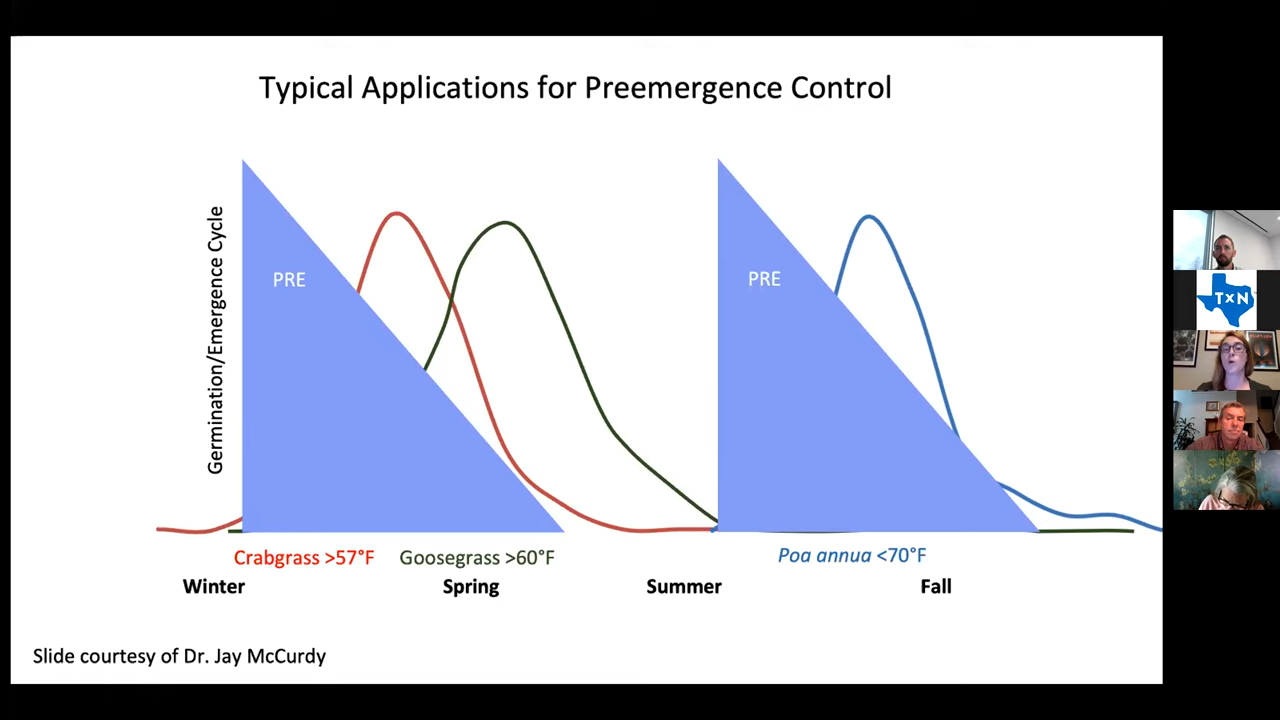 Typical Applications for Preemergence Control
Germination/Emergence Cycle
PRE
PRE
TxN
Crabgrass >57°F
Goosegrass >60°F
Poa annua <70°F
Winter
Spring
Summer
Fall
Slide courtesy of Dr. Jay McCurdy